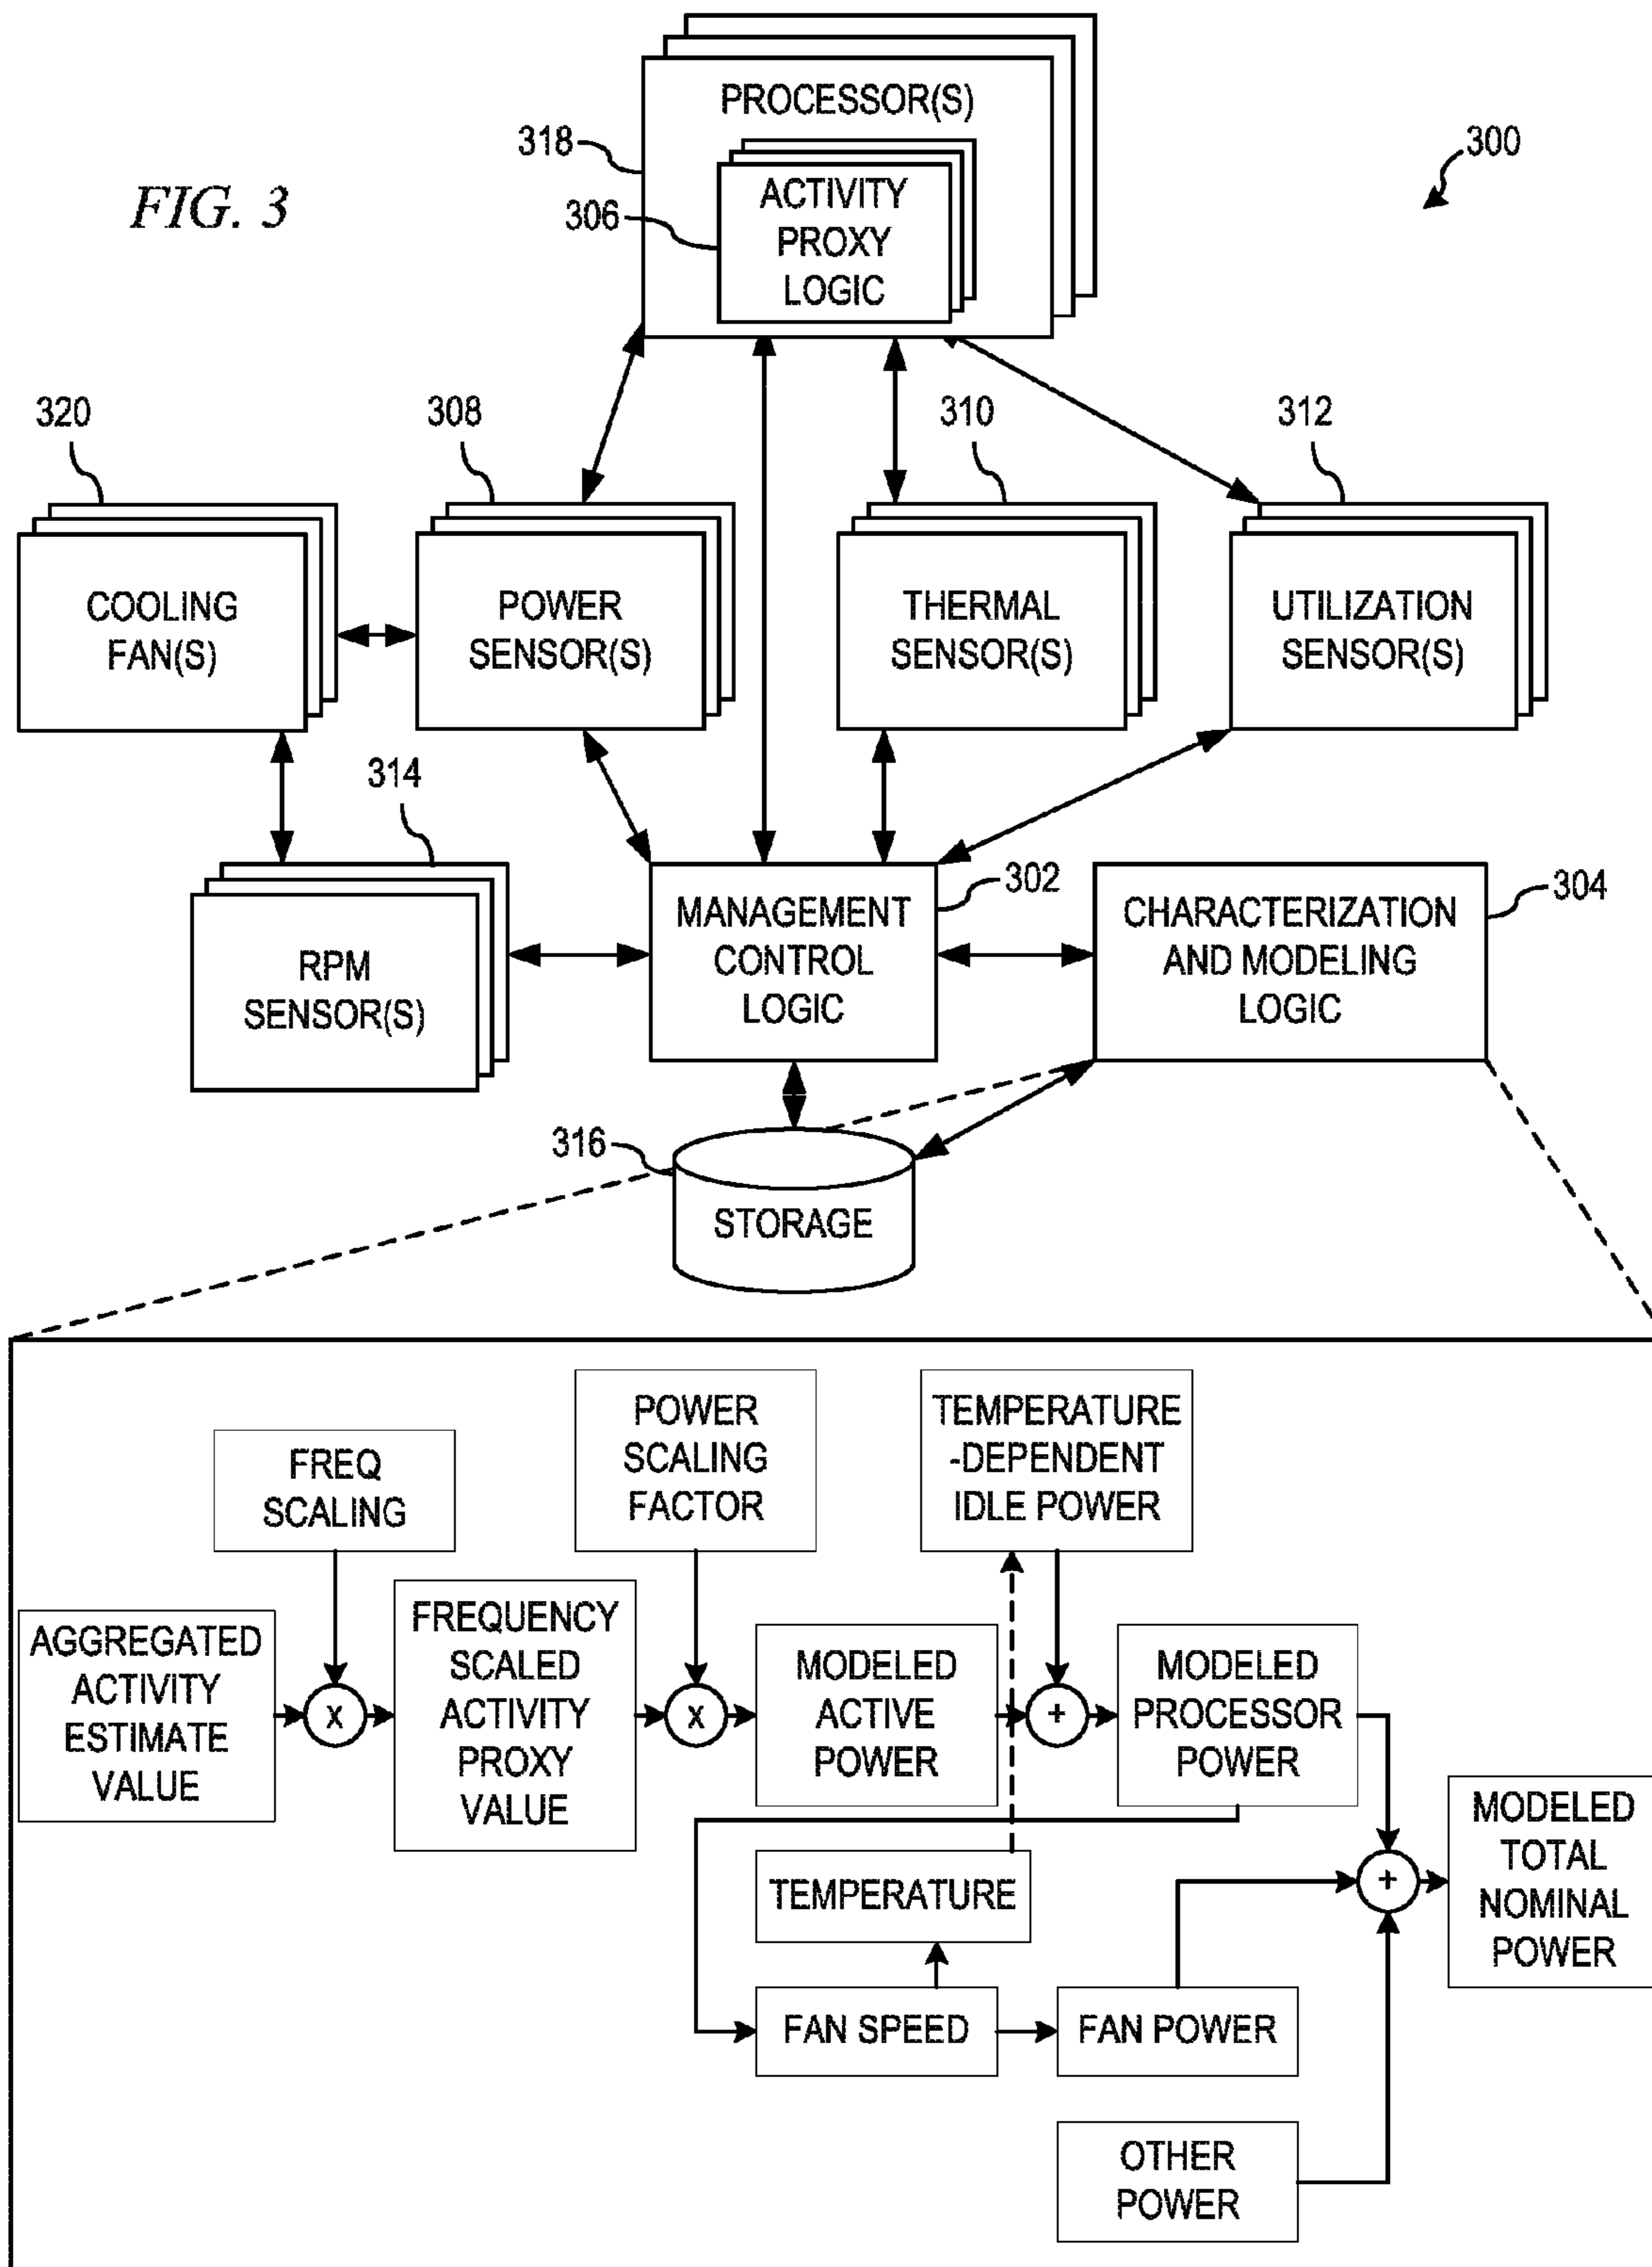 FIG. 3
300
318
PROCESSOR(S)
306
ACTIVITY
PROXY
LOGIC
320
COOLING
FAN(S)
308
POWER
SENSOR(S)
310
THERMAL
SENSOR(S)
312
UTILIZATION
SENSOR(S)
314
RPM
SENSOR(S)
302
MANAGEMENT
CONTROL
LOGIC
304
CHARACTERIZATION
AND MODELING
LOGIC
316
STORAGE
FREQ
SCALING
POWER
SCALING
FACTOR
TEMPERATURE
-DEPENDENT
IDLE POWER
AGGREGATED
ACTIVITY
ESTIMATE
VALUE
X
FREQUENCY
SCALED
ACTIVITY
PROXY
VALUE
X
MODELED
ACTIVE
POWER
+
MODELED
PROCESSOR
POWER
TEMPERATURE
+
MODELED
TOTAL
NOMINAL
POWER
FAN SPEED
FAN POWER
OTHER
POWER